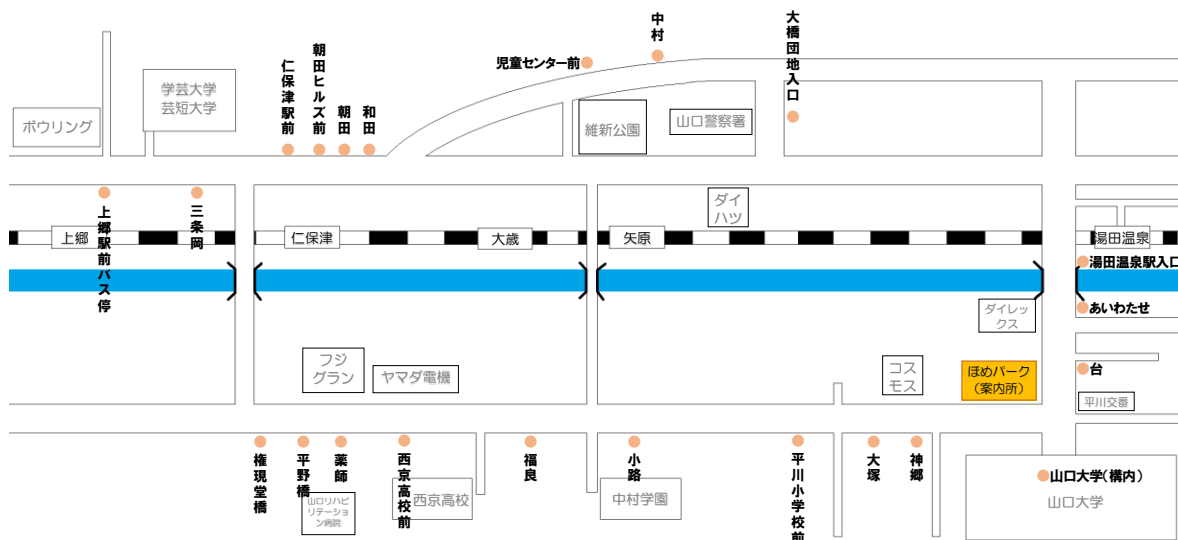 仁保津駅前
朝田ヒルズ前
朝田
和田
児童センター前
中村
大橋団地入口
学芸大学
芸短大学
ボウリング
維新公園
山口警察署
上郷駅前バス停
三条岡
ダイ
ハツ
上郷
仁保津
大歳
矢原
湯田温泉
湯田温泉駅入口
あいわたせ
ダイレッ
クス
フジ
グラン
ヤマダ電機
コス
モス
ほめパーク
（案内所）
台
平川交番
権現堂橋
平野橋
薬師
西京高校前
福良
小路
平川小学校前
大塚
神郷
山口リハビ
リテーショ
ン病院
西京高校
中村学園
山口大学(構内)
山口大学